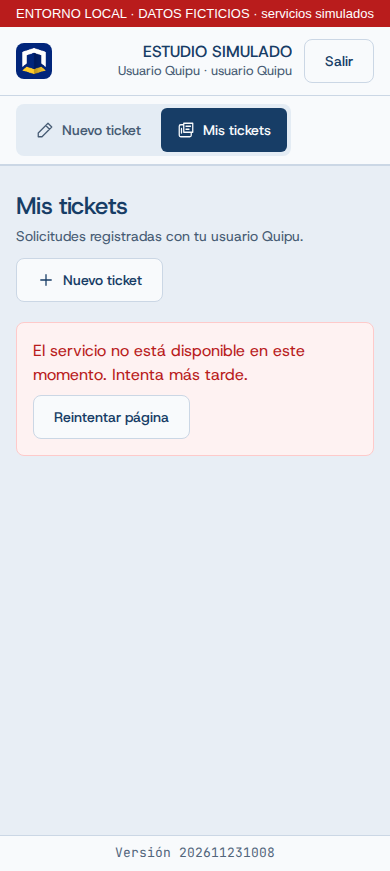 ENTORNO LOCAL · DATOS FICTICIOS · servicios simulados
ESTUDIO SIMULADO
Usuario Quipu · usuario Quipu
Salir
Nuevo ticket
Mis tickets
Mis tickets
Solicitudes registradas con tu usuario Quipu.
Nuevo ticket
El servicio no está disponible en este
momento. Intenta más tarde.
Reintentar página
Versión 202611231008